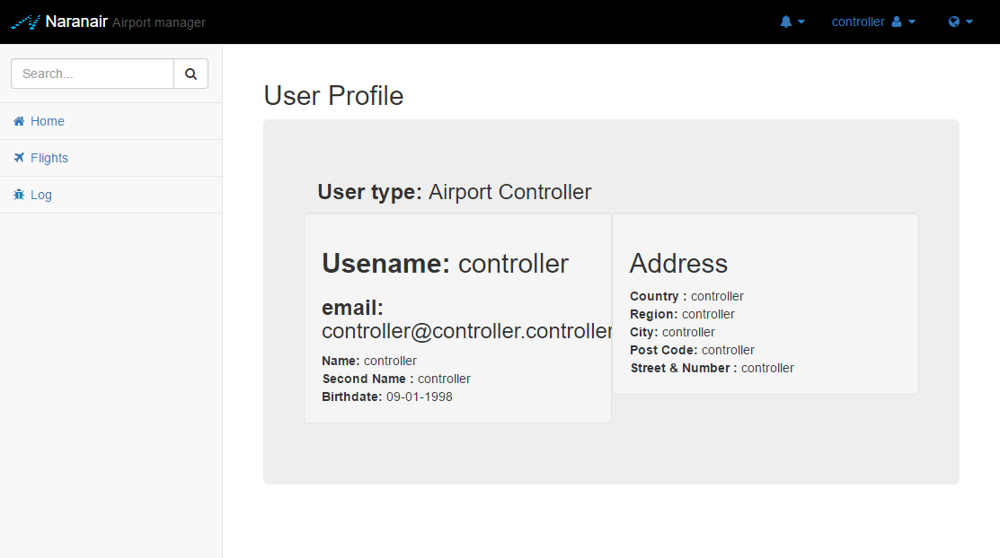 Naranair Airport manager
controller
Search...
Home
Flights
Log
User Profile
User type: Airport Controller
Usename: controller
email:
controller@controller.controller
Name: controller
Second Name : controller
Birthdate: 09-01-1998
Address
Country : controller
Region: controller
City: controller
Post Code: controller
Street & Number : controller